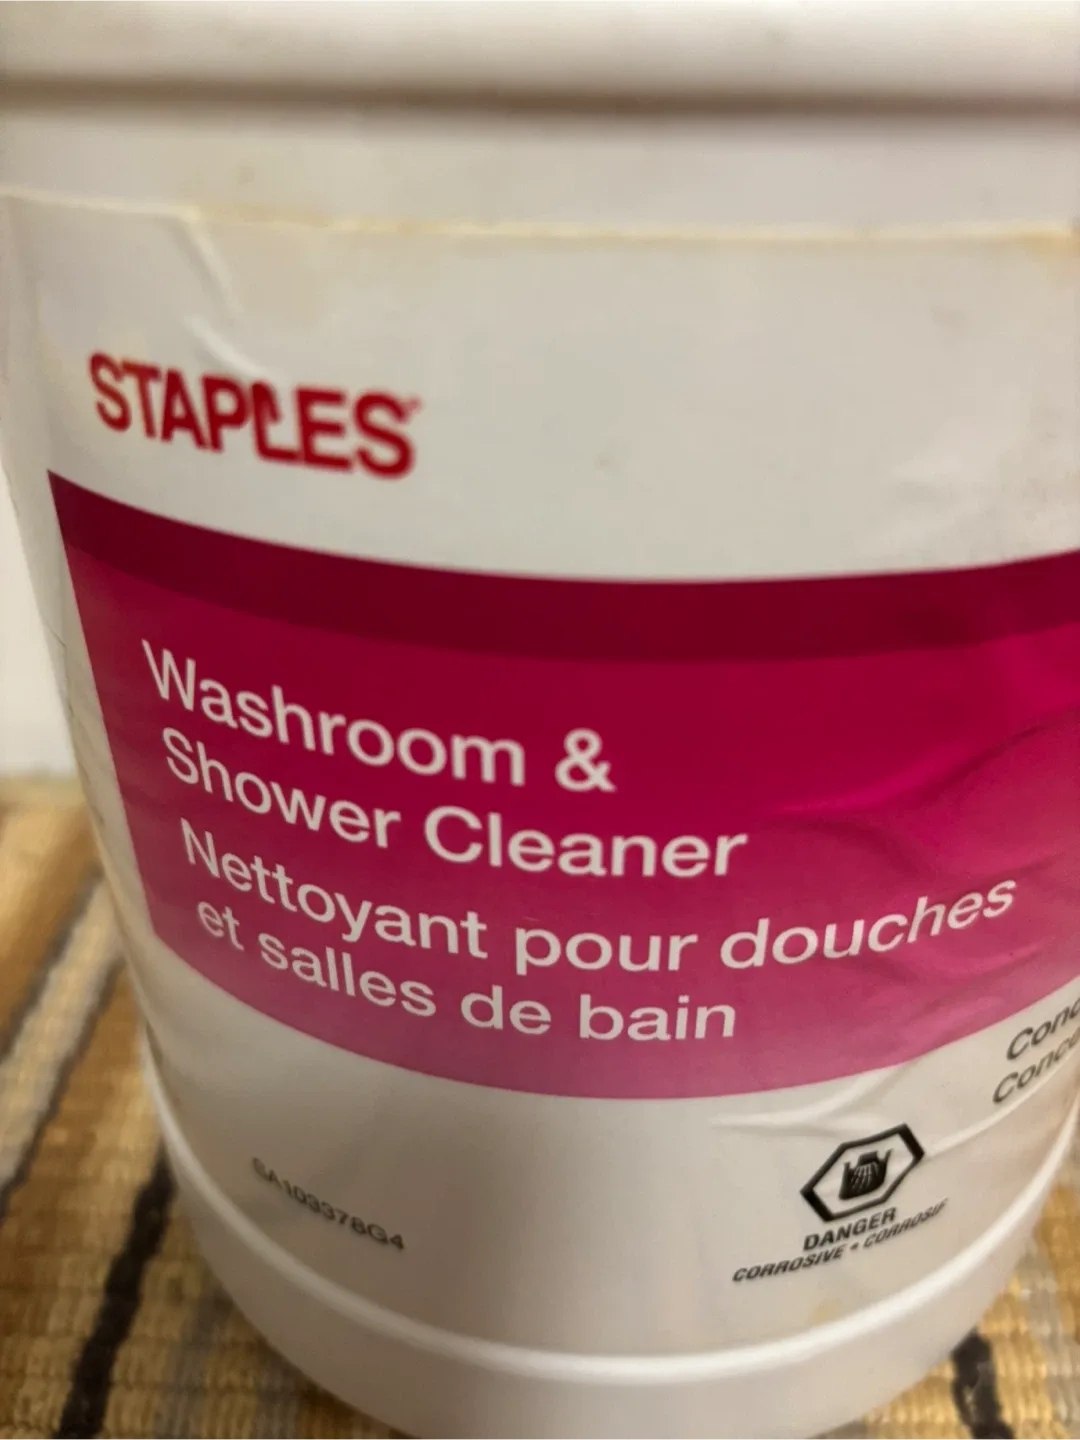 STAPLES
Washroom &
Shower Cleaner
Nettoyant pour douches
et salles de bain
DANGER
CORROSIVE • CORROSIF